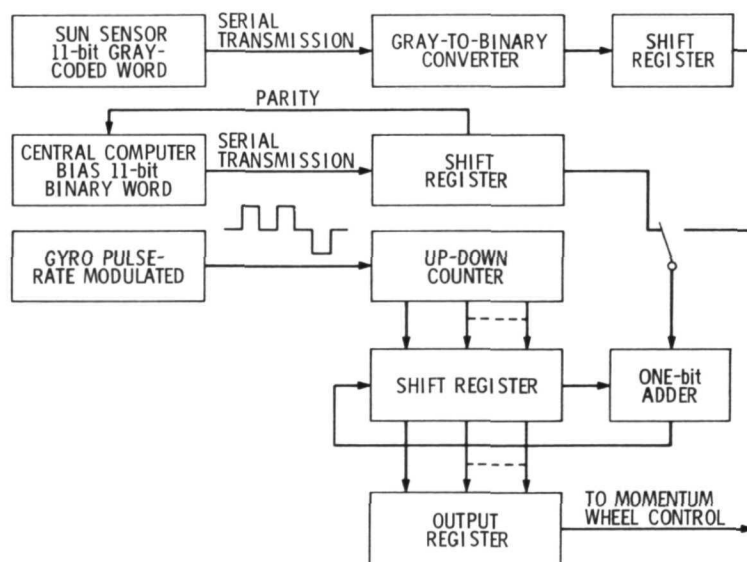 SUN SENSOR
11-bit GRAY-
CODED WORD
SERIAL
TRANSMISSION
GRAY-TO-BINARY
CONVERTER
SHIFT
REGISTER
PARITY
CENTRAL COMPUTER
BIAS 11-bit
BINARY WORD
SERIAL
TRANSMISSION
SHIFT
REGISTER
GYRO PULSE-
RATE MODULATED
UP-DOWN
COUNTER
SHIFT REGISTER
ONE-bit
ADDER
OUTPUT
REGISTER
TO MOMENTUM
WHEEL CONTROL